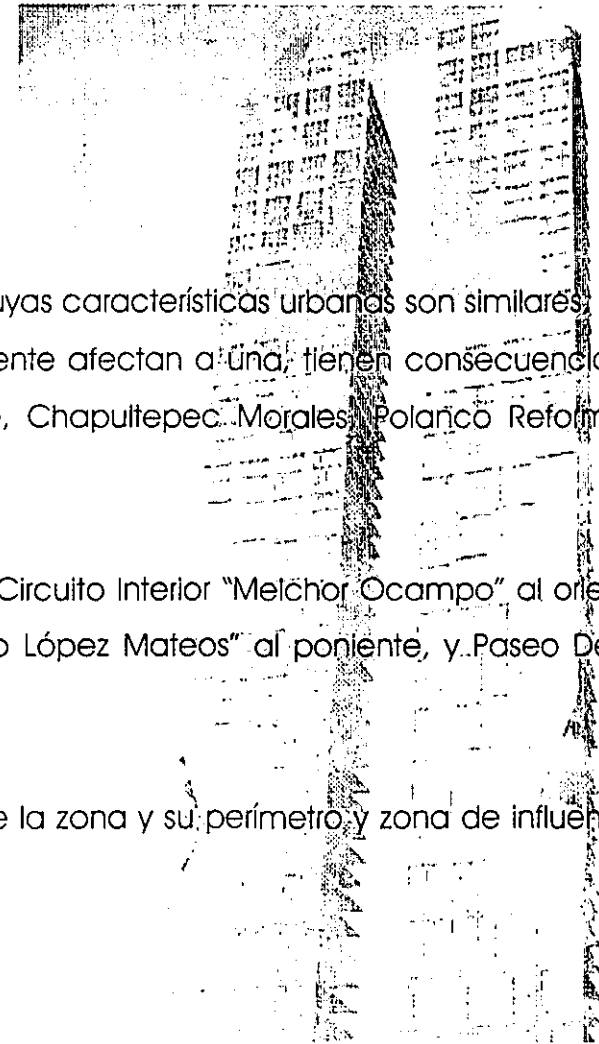 uyas características urbanas son similares,
ente afectan a una, tienen consecuencia
, Chapultepec Morales, Polanco Reform
Circuito Interior "Melchor Ocampo" al orie
o López Mateos" al poniente, y Paseo De
e la zona y su perímetro y zona de influen